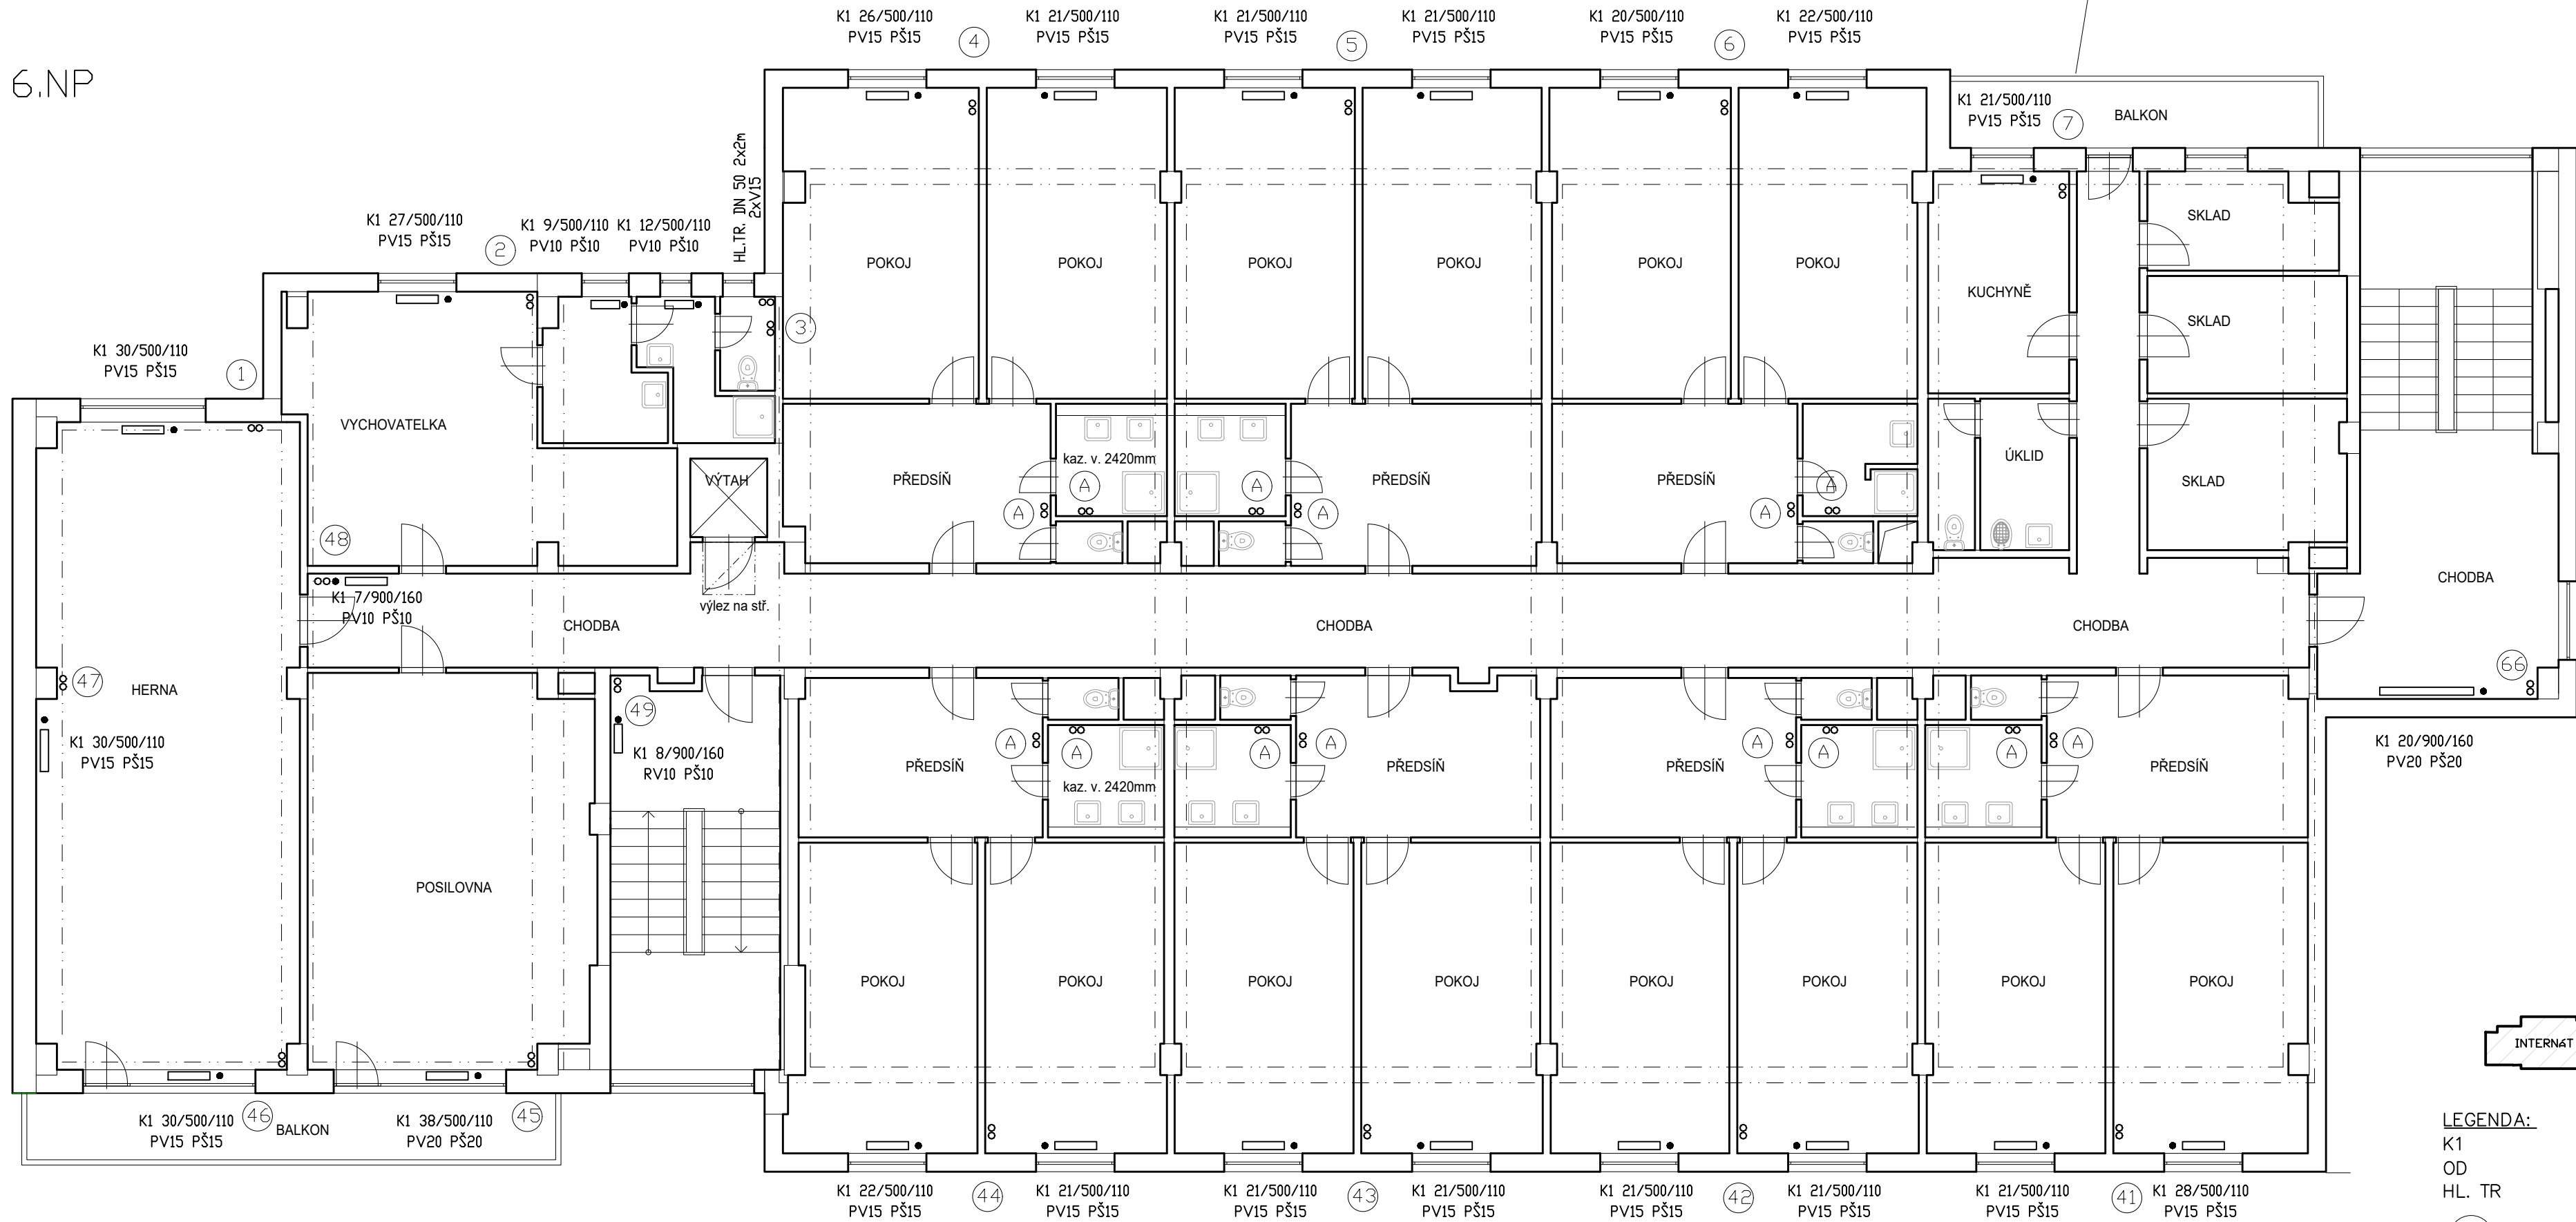 6.NP
K1 26/500/110
PV15 PŠ15
4
K1 21/500/110
PV15 PŠ15
K1 21/500/110
PV15 PŠ15
5
K1 21/500/110
PV15 PŠ15
K1 20/500/110
PV15 PŠ15
6
K1 22/500/110
PV15 PŠ15
K1 21/500/110
PV15 PŠ15
7
BALKON
HL.TR. DN 50 2x2m
2xV15
K1 27/500/110
PV15 PŠ15
2
K1 9/500/110
PV10 PŠ10
K1 12/500/110
PV10 PŠ10
3
K1 30/500/110
PV15 PŠ15
1
POKOJ
POKOJ
POKOJ
POKOJ
POKOJ
POKOJ
KUCHYNĚ
SKLAD
SKLAD
SKLAD
VYCHOVATELKA
VÝTAH
PŘEDSÍŇ
kaz. v. 2420mm
A
A
A
A
PŘEDSÍŇ
PŘEDSÍŇ
A
A
ÚKLID
48
K1 7/900/160
PV10 PŠ10
výlez na stř.
CHODBA
CHODBA
CHODBA
CHODBA
66
47
HERNA
K1 30/500/110
PV15 PŠ15
49
K1 8/900/160
RV10 PŠ10
PŘEDSÍŇ
A
A
kaz. v. 2420mm
A
A
PŘEDSÍŇ
PŘEDSÍŇ
A
A
A
A
PŘEDSÍŇ
K1 20/900/160
PV20 PŠ20
POSILOVNA
POKOJ
POKOJ
POKOJ
POKOJ
POKOJ
POKOJ
POKOJ
POKOJ
INTERNÁT
K1 30/500/110
PV15 PŠ15
46
BALKON
K1 38/500/110
PV20 PŠ20
45
K1 22/500/110
PV15 PŠ15
44
K1 21/500/110
PV15 PŠ15
K1 21/500/110
PV15 PŠ15
43
K1 21/500/110
PV15 PŠ15
K1 21/500/110
PV15 PŠ15
42
K1 21/500/110
PV15 PŠ15
K1 21/500/110
PV15 PŠ15
41
K1 28/500/110
PV15 PŠ15
LEGENDA:
K1
OD
HL. TR